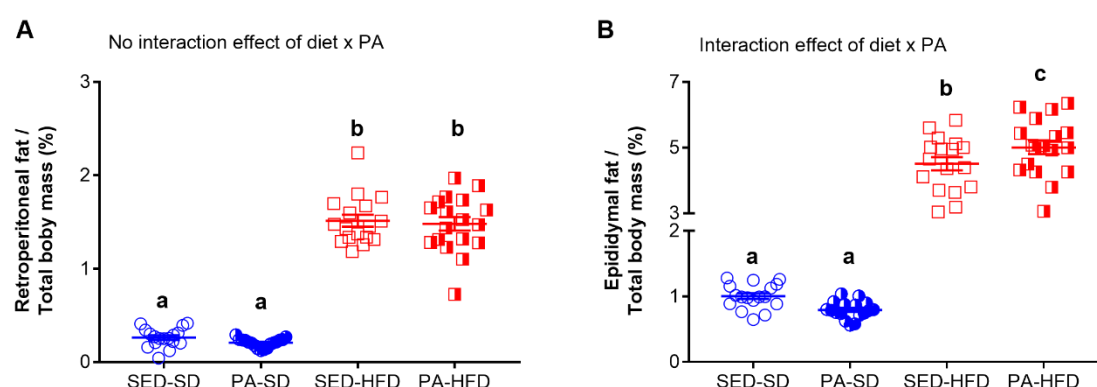 A
No interaction effect of diet x PA
Retroperitoneal fat /
Total boby mass (%)
3
2
1
0
a
a
b
b
SED-SD
PA-SD
SED-HFD
PA-HFD
B
Interaction effect of diet x PA
Epididymal fat /
Total body mass (%)
7
5
3
2
1
0
a
a
b
c
SED-SD
PA-SD
SED-HFD
PA-HFD